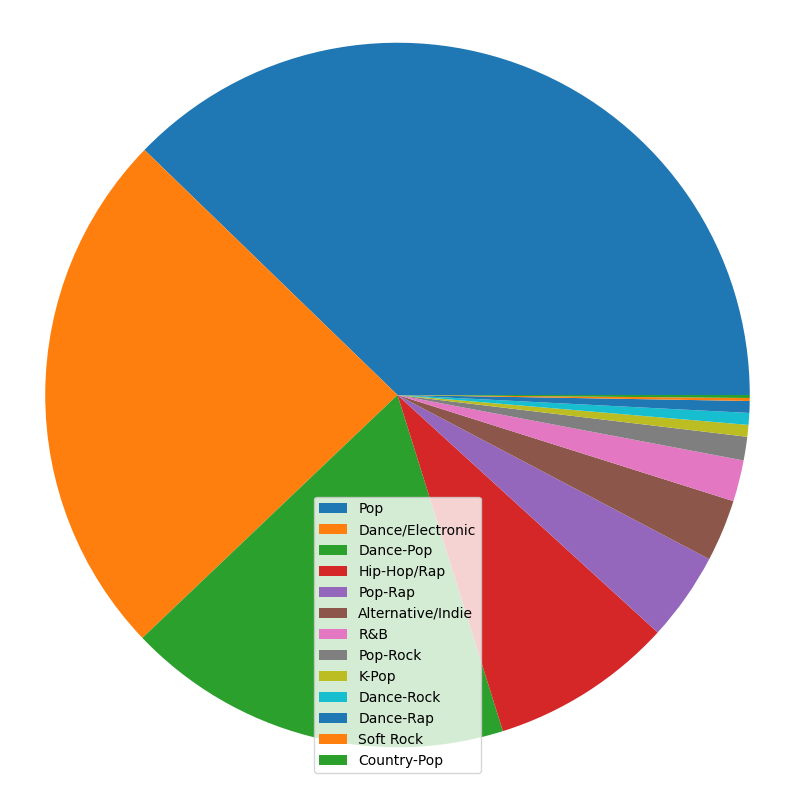 Pop
Dance/Electronic
Dance-Pop
Hip-Hop/Rap
Pop-Rap
Alternative/Indie
R&B
Pop-Rock
K-Pop
Dance-Rock
Dance-Rap
Soft Rock
Country-Pop